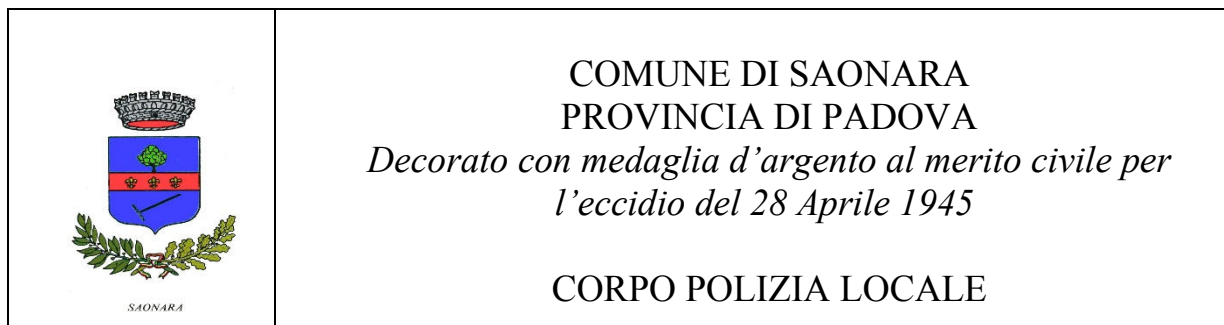 COMUNE DI SAONARA
PROVINCIA DI PADOVA
Decorato con medaglia d’argento al merito civile per
l’eccidio del 28 Aprile 1945
CORPO POLIZIA LOCALE
SAONARA